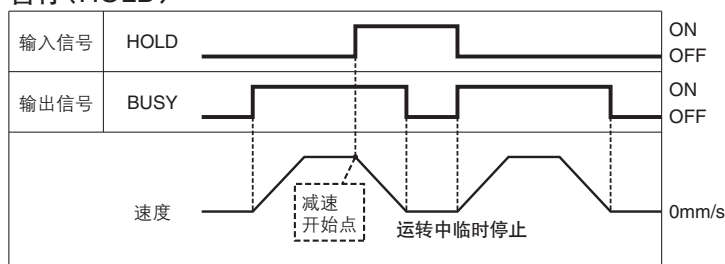 暂停(HOLD)
输入信号 HOLD ON
OFF
输出信号 BUSY ON
OFF
速度 减速
开始点 运转中临时停止 0mm/s